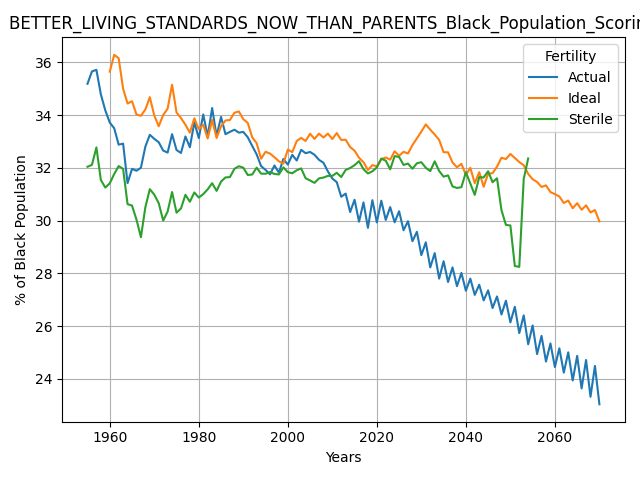 BETTER_LIVING_STANDARDS_NOW_THAN_PARENTS_Black_Population_Scorin
Fertility
Actual
Ideal
Sterile
% of Black Population
36
34
32
30
28
26
24
1960 1980 2000 2020 2040 2060
Years